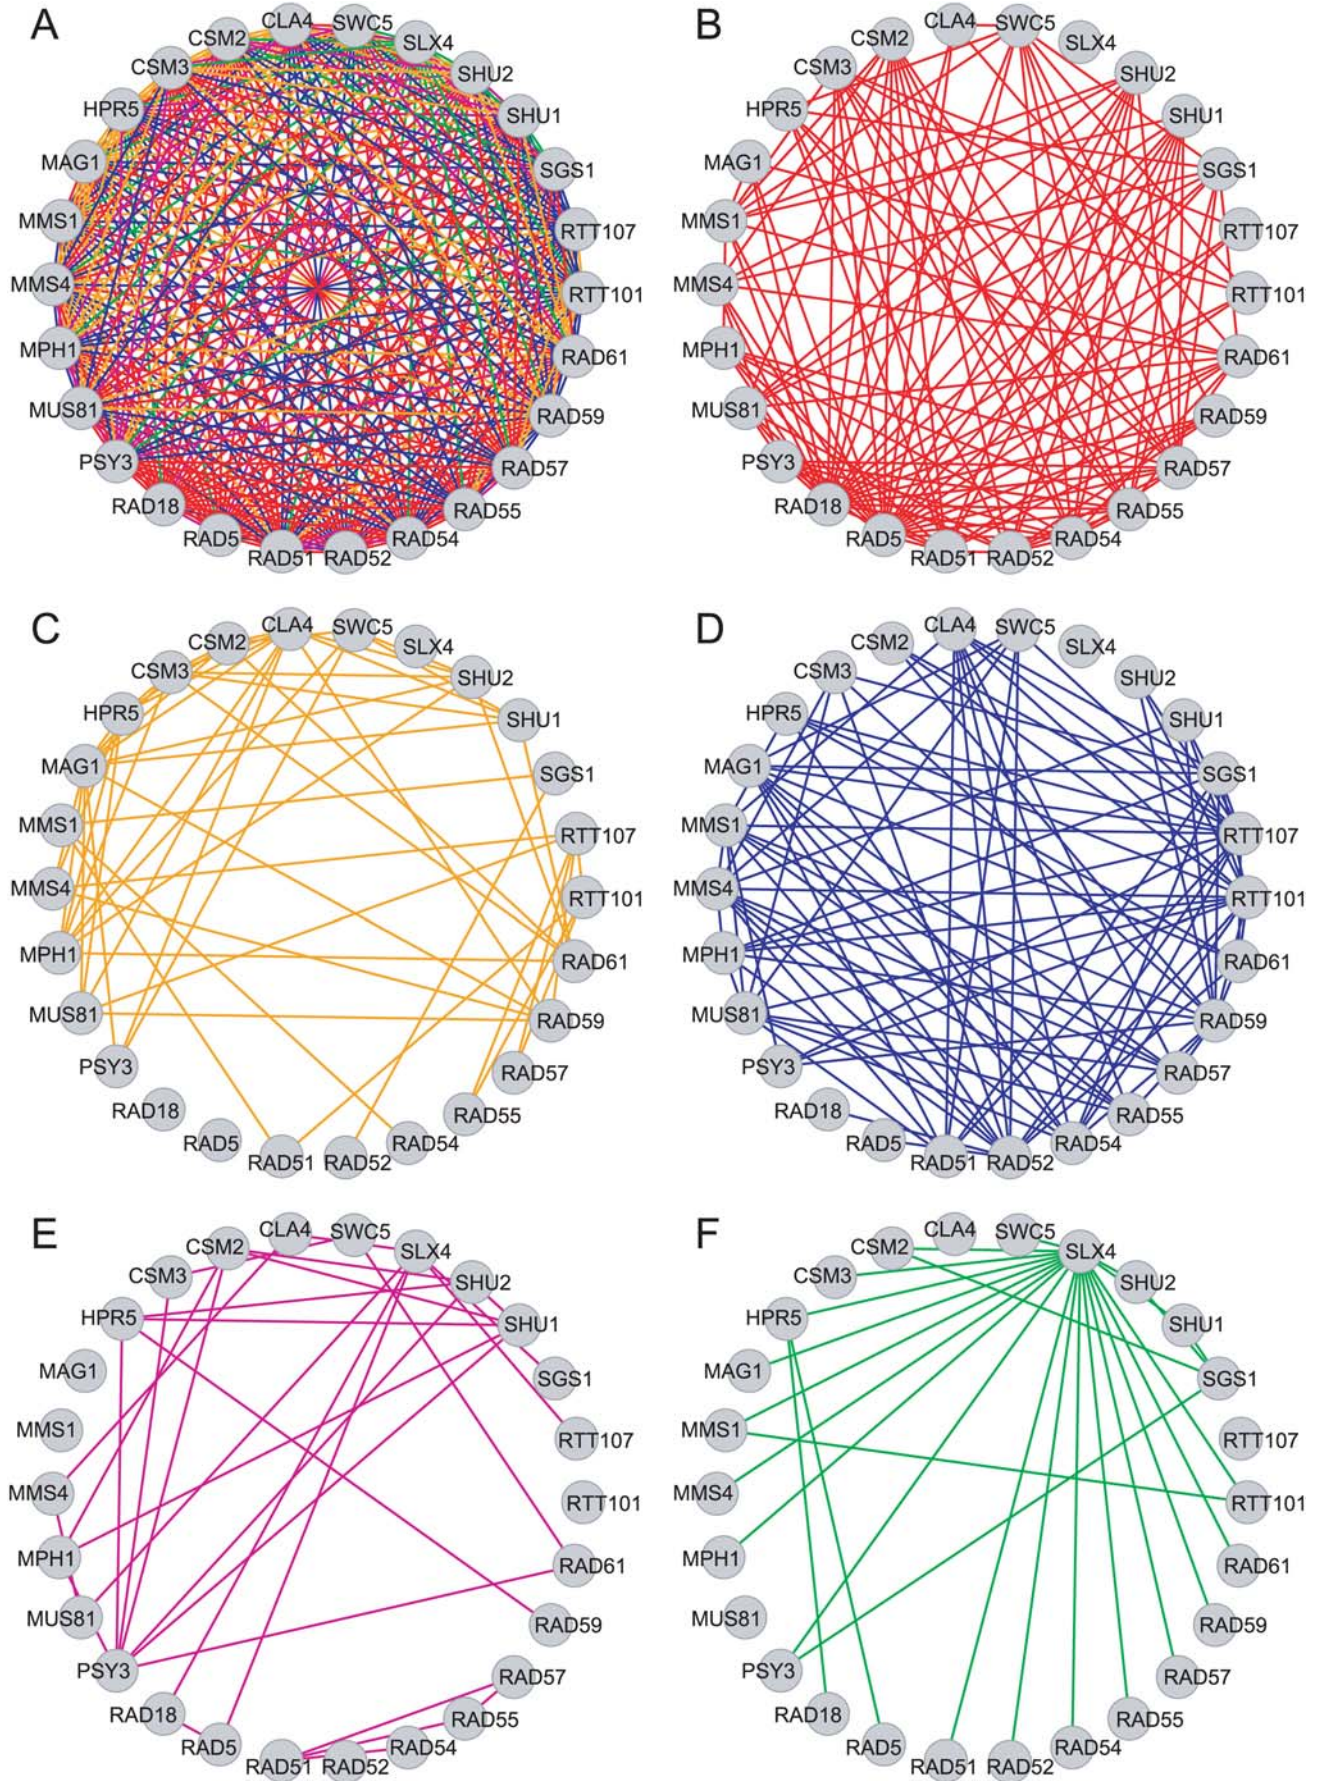 A
CLA4
SWC5
CSM2
SLX4
CSM3
SHU2
HPR5
SHU1
MAG1
SGS1
MMS1
RTT107
MMS4
RTT101
MPH1
RAD61
MUS81
RAD59
PSY3
RAD57
RAD18
RAD55
RAD5
RAD54
RAD51
RAD52
B
CLA4
SWC5
CSM2
SLX4
CSM3
SHU2
HPR5
SHU1
MAG1
SGS1
MMS1
RTT107
MMS4
RTT101
MPH1
RAD61
MUS81
RAD59
PSY3
RAD57
RAD18
RAD55
RAD5
RAD54
RAD51
RAD52
C
CLA4
SWC5
CSM2
SLX4
CSM3
SHU2
HPR5
SHU1
MAG1
SGS1
MMS1
RTT107
MMS4
RTT101
MPH1
RAD61
MUS81
RAD59
PSY3
RAD57
RAD18
RAD55
RAD5
RAD54
RAD51
RAD52
D
CLA4
SWC5
CSM2
SLX4
CSM3
SHU2
HPR5
SHU1
MAG1
SGS1
MMS1
RTT107
MMS4
RTT101
MPH1
RAD61
MUS81
RAD59
PSY3
RAD57
RAD18
RAD55
RAD5
RAD54
RAD51
RAD52
E
CLA4
SWC5
CSM2
SLX4
CSM3
SHU2
HPR5
SHU1
MAG1
SGS1
MMS1
RTT107
MMS4
RTT101
MPH1
RAD61
MUS81
RAD59
PSY3
RAD57
RAD18
RAD55
RAD5
RAD54
RAD51
RAD52
F
CLA4
SWC5
CSM2
SLX4
CSM3
SHU2
HPR5
SHU1
MAG1
SGS1
MMS1
RTT107
MMS4
RTT101
MPH1
RAD61
MUS81
RAD59
PSY3
RAD57
RAD18
RAD55
RAD5
RAD54
RAD51
RAD52